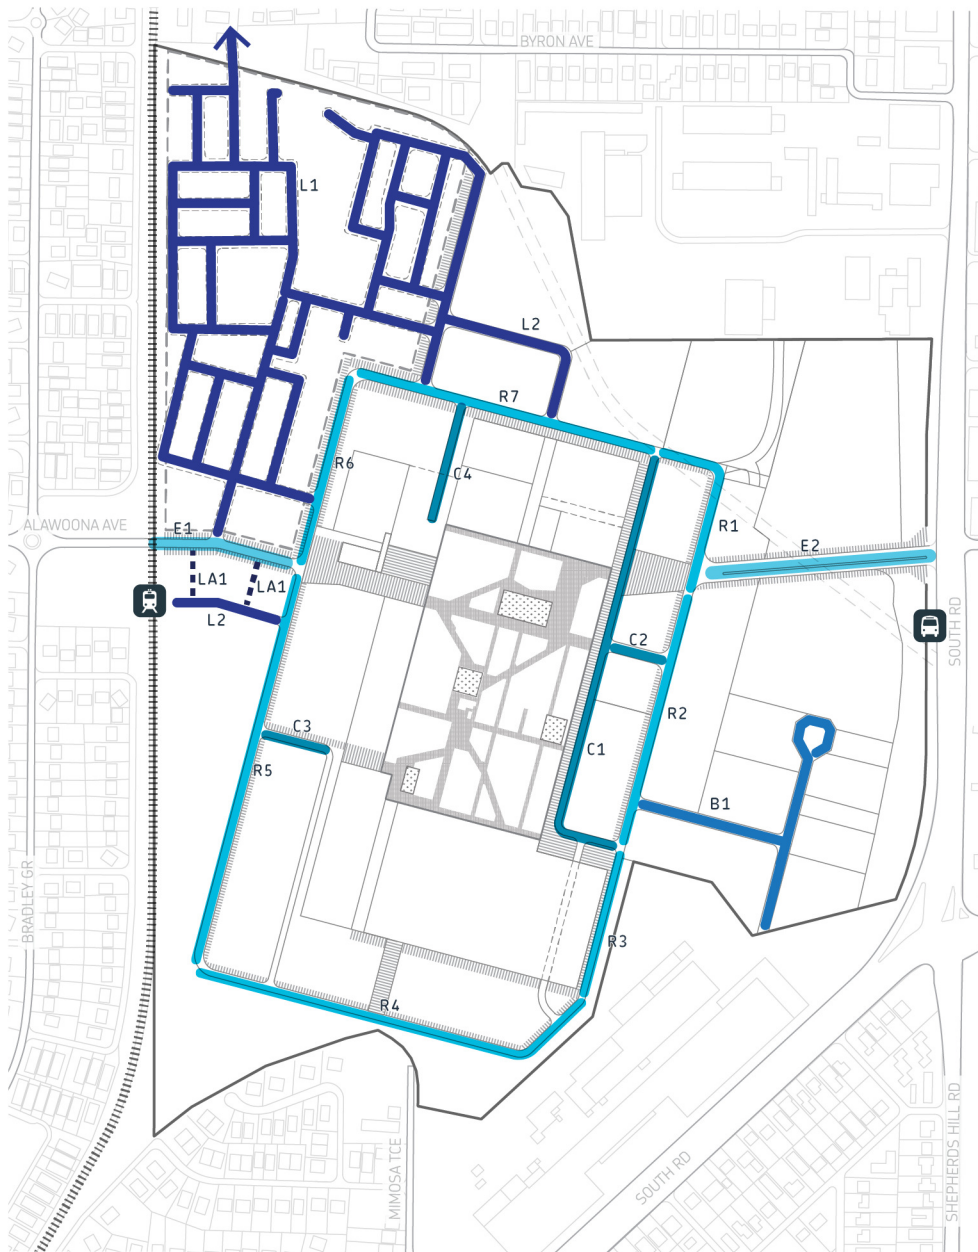 BYRON AVE
L1
L2
R7
R6
C4
ALAWOONA AVE
E1
R1
E2
LA1
LA1
L2
SOUTH RD
C2
R2
C3
C1
R5
B1
BRADLEY GR
R3
R4
MIMOSA TCE
SOUTH RD
SHEPHERDS HILL RD